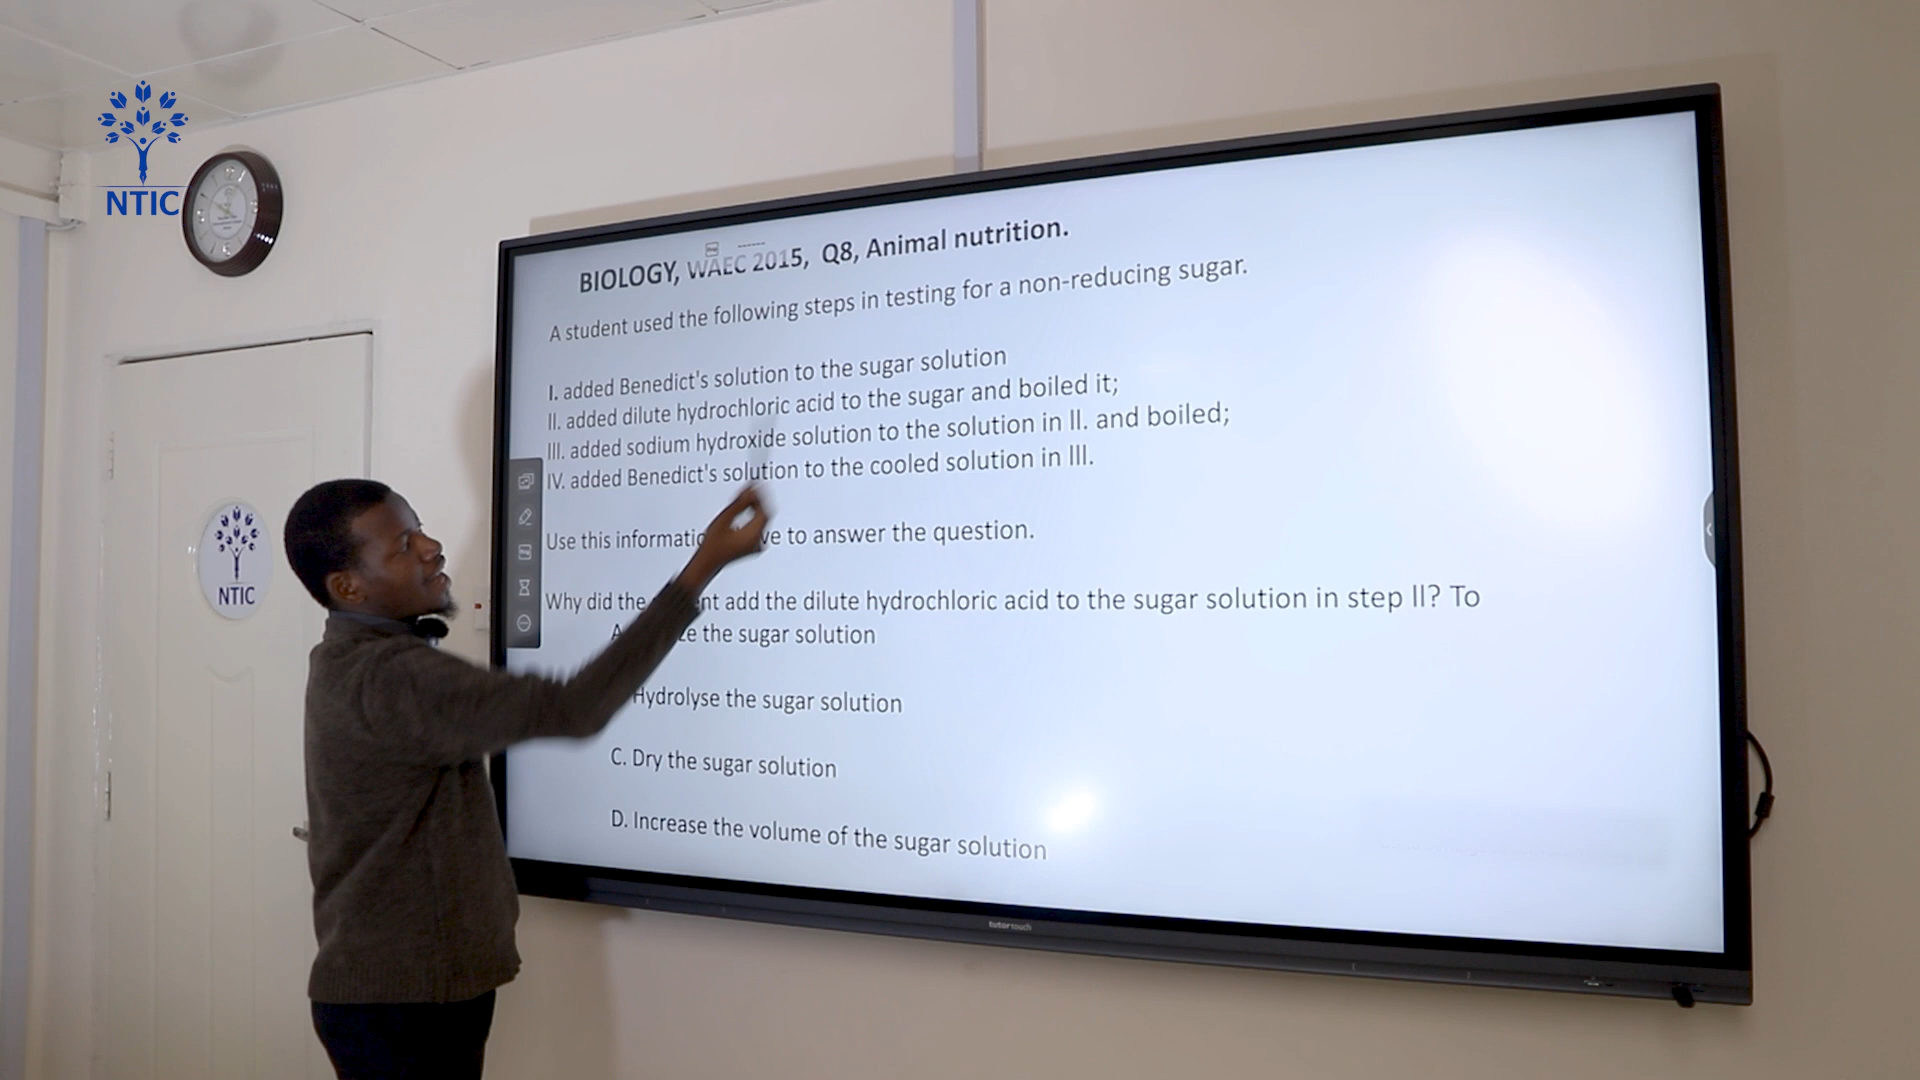 NTIC
BIOLOGY, WAEC 2015, Q8, Animal nutrition.
A student used the following steps in testing for a non-reducing sugar.
I. added Benedict's solution to the sugar solution
II. added dilute hydrochloric acid to the sugar and boiled it;
III. added sodium hydroxide solution to the solution in II. and boiled;
IV. added Benedict's solution to the cooled solution in III.
Use this to answer the question.
Why did the add the dilute hydrochloric acid to the sugar solution in step II? To
the sugar solution
Hydrolyse the sugar solution
C. Dry the sugar solution
D. Increase the volume of the sugar solution
NTIC
tutortouch